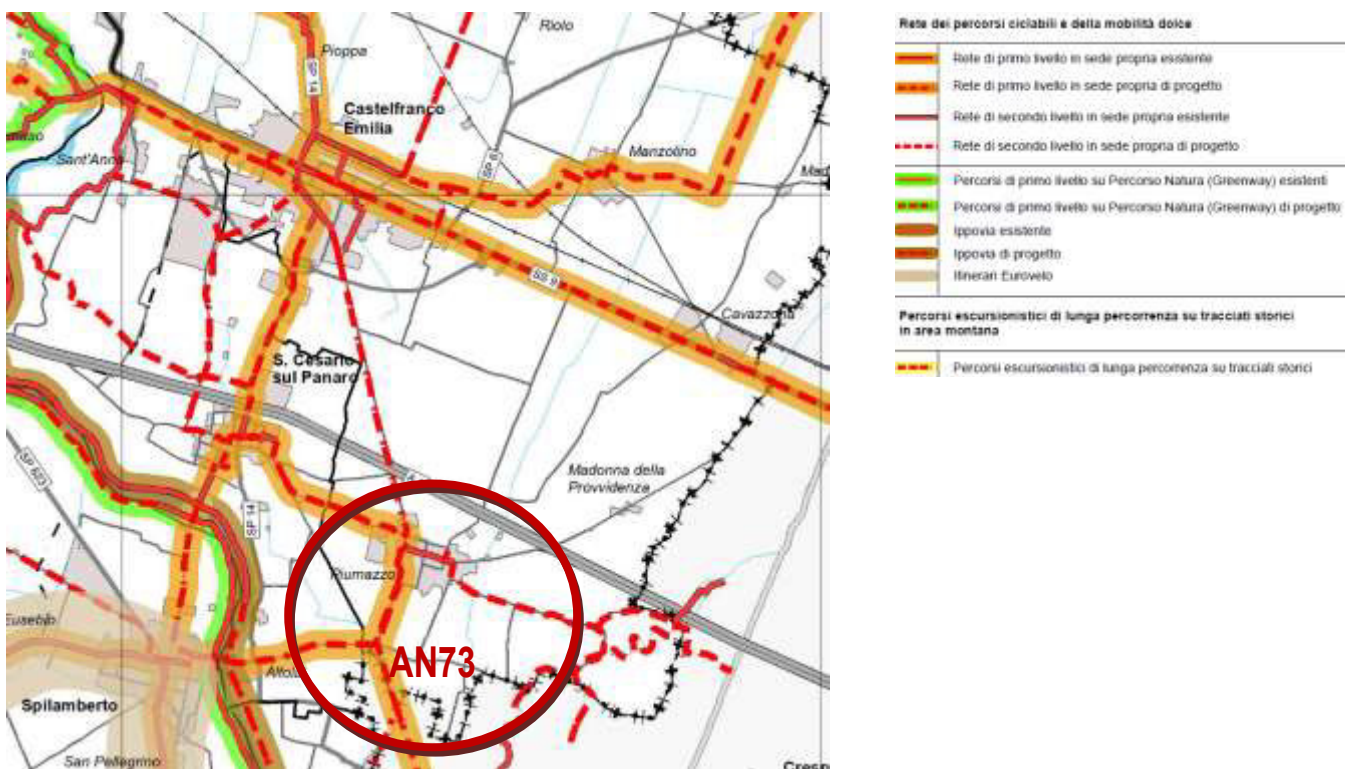 Riolo
Pioppa
SP 14
Castelfranco
Emilia
Sant'Anna
SP 6
Manzolino
SS 9
Cavazzona
S. Cesario
sul Panaro
SP 623
SP 14
A
Madonna della
Provvidenza
Piumazzo
Eusebio
AN73
Spilamberto
San Pellegrino
Rete dei percorsi ciclabili e della mobilità dolce
Rete di primo livello in sede propria esistente
Rete di primo livello in sede propria di progetto
Rete di secondo livello in sede propria esistente
Rete di secondo livello in sede propria di progetto
Percorsi di primo livello su Percorso Natura (Greenway) esistenti
Percorsi di primo livello su Percorso Natura (Greenway) di progetto
Ippovia esistente
Ippovia di progetto
Itinerari Eurovelo
Percorsi escursionistici di lunga percorrenza su tracciati storici
in area montana
Percorsi escursionistici di lunga percorrenza su tracciati storici